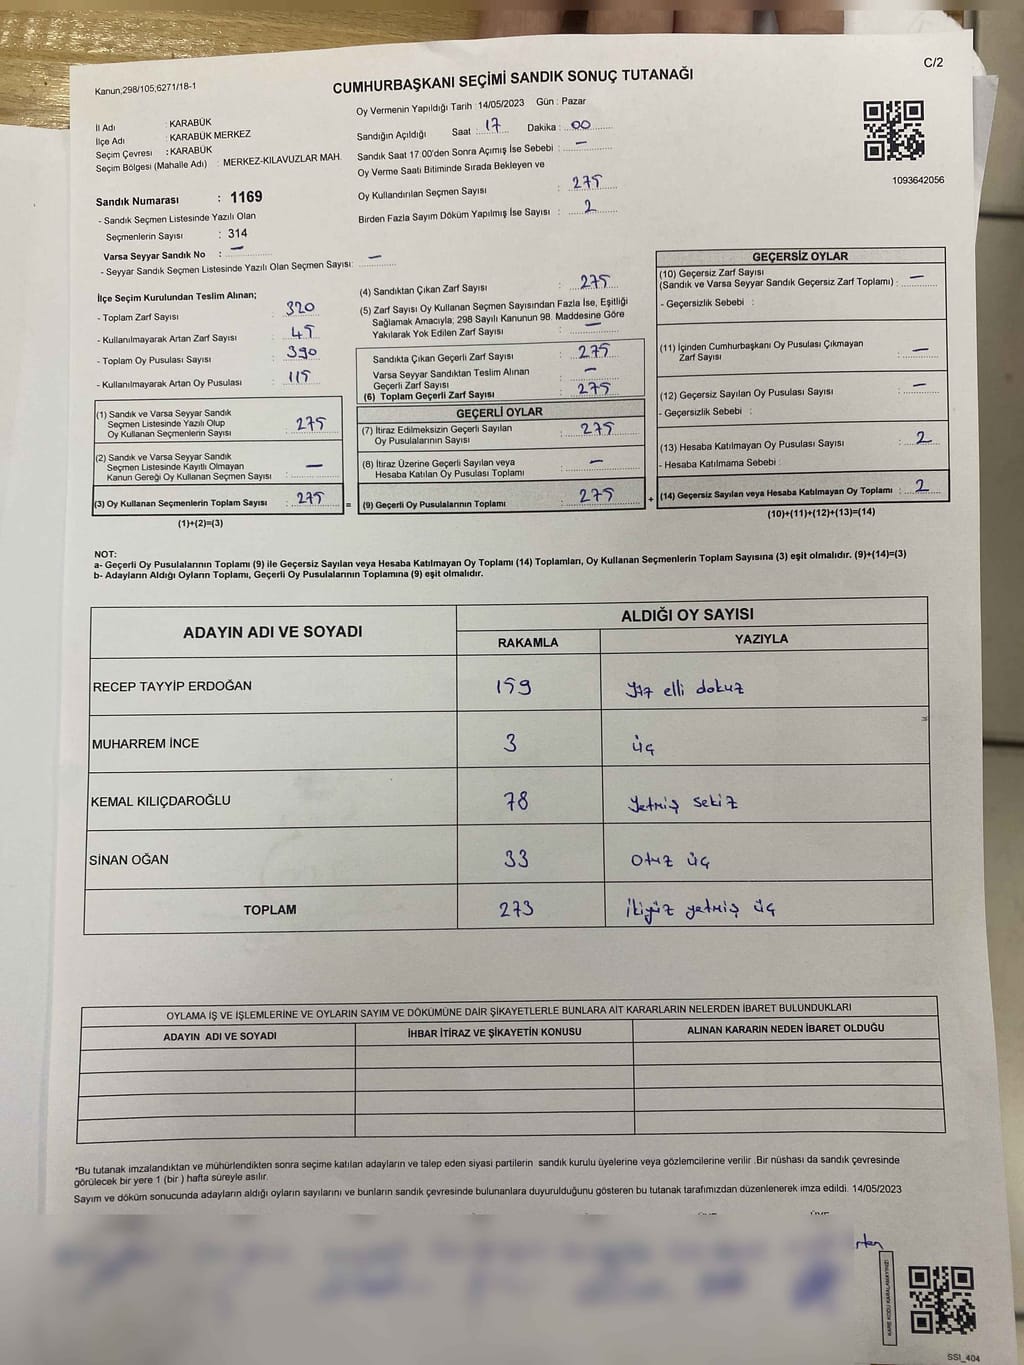 C/2
Kanun;298/105,6271/18-1
CUMHURBAŞKANI SEÇİMİ SANDIK SONUÇ TUTANAĞI
Oy Vermenin Yapıldığı Tarih : 14/05/2023 Gün : Pazar
İl Adı : KARABÜK
İlçe Adı : KARABÜK MERKEZ
Seçim Çevresi : KARABÜK
Seçim Bölgesi (Mahalle Adı) : MERKEZ-KILAVUZLAR MAH.
Sandığın Açıldığı Saat : 17 Dakika : 00
Sandık Saat 17 00'den Sonra Açımış İse Sebebi : –
Oy Verme Saati Bitiminde Sırada Bekleyen ve
Oy Kullandırılan Seçmen Sayısı : 275
Birden Fazla Sayım Döküm Yapılmış İse Sayısı : 2
1093642056
Sandık Numarası : 1169
- Sandık Seçmen Listesinde Yazılı Olan
Seçmenlerin Sayısı : 314
Varsa Seyyar Sandık No : –
- Seyyar Sandık Seçmen Listesinde Yazılı Olan Seçmen Sayısı: –
İlçe Seçim Kurulundan Teslim Alınan;
- Toplam Zarf Sayısı : 320
- Kullanılmayarak Artan Zarf Sayısı : 45
- Toplam Oy Pusulası Sayısı : 390
- Kullanılmayarak Artan Oy Pusulası : 115
(1) Sandık ve Varsa Seyyar Sandık
Seçmen Listesinde Yazılı Olup
Oy Kullanan Seçmenlerin Sayısı : 275
(2) Sandık ve Varsa Seyyar Sandık
Seçmen Listesinde Kayıtlı Olmayan
Kanun Gereği Oy Kullanan Seçmen Sayısı : –
(3) Oy Kullanan Seçmenlerin Toplam Sayısı : 275 =
(1)+(2)=(3)
(4) Sandıktan Çıkan Zarf Sayısı : 275
(5) Zarf Sayısı Oy Kullanan Seçmen Sayısından Fazla İse, Eşitliği
Sağlamak Amacıyla; 298 Sayılı Kanunun 98. Maddesine Göre
Yakılarak Yok Edilen Zarf Sayısı : –
Sandıkta Çıkan Geçerli Zarf Sayısı : 275
Varsa Seyyar Sandıktan Teslim Alınan
Geçerli Zarf Sayısı : –
(6) Toplam Geçerli Zarf Sayısı : 275
GEÇERLİ OYLAR
(7) İtiraz Edilmeksizin Geçerli Sayılan
Oy Pusulalarının Sayısı : 275
(8) İtiraz Üzerine Geçerli Sayılan veya
Hesaba Katılan Oy Pusulası Toplamı : –
(9) Geçerli Oy Pusulalarının Toplamı : 275 +
GEÇERSİZ OYLAR
(10) Geçersiz Zarf Sayısı
(Sandık ve Varsa Seyyar Sandık Geçersiz Zarf Toplamı) : –
- Geçersizlik Sebebi :
(11) İçinden Cumhurbaşkanı Oy Pusulası Çıkmayan
Zarf Sayısı : –
(12) Geçersiz Sayılan Oy Pusulası Sayısı : –
- Geçersizlik Sebebi :
(13) Hesaba Katılmayan Oy Pusulası Sayısı : 2
- Hesaba Katılmama Sebebi :
(14) Geçersiz Sayılan veya Hesaba Katılmayan Oy Toplamı : 2
(10)+(11)+(12)+(13)=(14)
NOT:
a- Geçerli Oy Pusulalarının Toplamı (9) ile Geçersiz Sayılan veya Hesaba Katılmayan Oy Toplamı (14) Toplamları, Oy Kullanan Seçmenlerin Toplam Sayısına (3) eşit olmalıdır. (9)+(14)=(3)
b- Adayların Aldığı Oyların Toplamı, Geçerli Oy Pusulalarının Toplamına (9) eşit olmalıdır.
ADAYIN ADI VE SOYADI ALDIĞI OY SAYISI
RAKAMLA YAZIYLA
RECEP TAYYİP ERDOĞAN 159 yüz elli dokuz
MUHARREM İNCE 3 üç
KEMAL KILIÇDAROĞLU 78 yetmiş sekiz
SİNAN OĞAN 33 otuz üç
TOPLAM 273 ikiyüz yetmiş üç
OYLAMA İŞ VE İŞLEMLERİNE VE OYLARIN SAYIM VE DÖKÜMÜNE DAİR ŞİKAYETLERLE BUNLARA AİT KARARLARIN NELERDEN İBARET BULUNDUKLARI
ADAYIN ADI VE SOYADI İHBAR İTİRAZ VE ŞİKAYETİN KONUSU ALINAN KARARIN NEDEN İBARET OLDUĞU
*Bu tutanak imzalandıktan ve mühürlendikten sonra seçime katılan adayların ve talep eden siyasi partilerin sandık kurulu üyelerine veya gözlemcilerine verilir .Bir nüshası da sandık çevresinde
görülecek bir yere 1 (bir ) hafta süreyle asılır.
Sayım ve döküm sonucunda adayların aldığı oyların sayılarını ve bunların sandık çevresinde bulunanlara duyurulduğunu gösteren bu tutanak tarafımızdan düzenlenerek imza edildi. 14/05/2023
KARE KODU KARALAMAYINIZ!
SSI_404